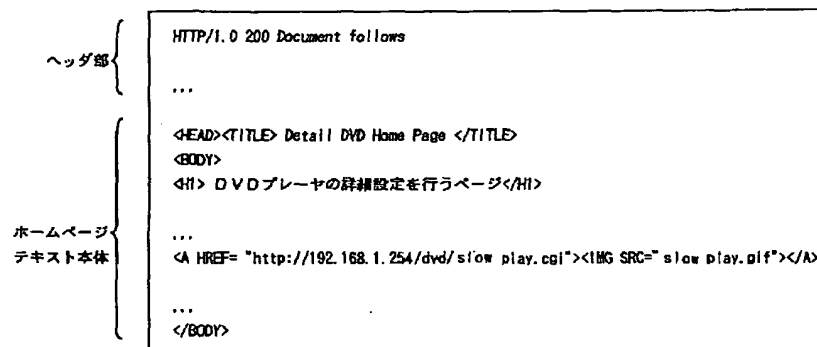 ヘッダ部
HTTP/1.0 200 Document follows
...
ホームページ
テキスト本体
<HEAD><TITLE> Detail DVD Home Page </TITLE>
<BODY>
<H1> DVDプレーヤの詳細設定を行うページ</H1>
...
<A HREF= "http://192.168.1.254/dvd/slow play.cgi"><IMG SRC="slow play.gif"></A>
...
</BODY>